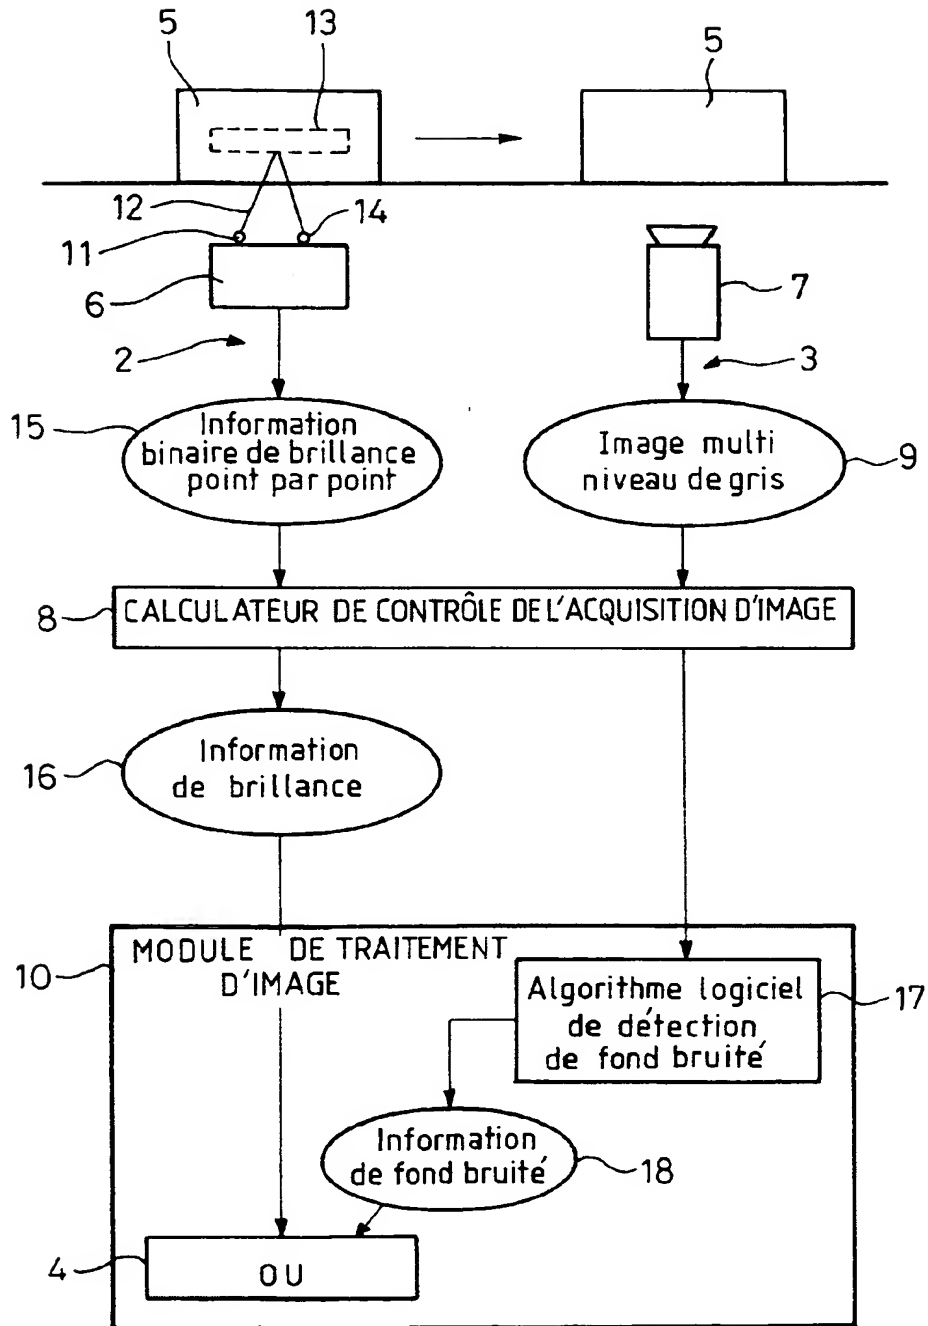 5
13
5
12
14
11
6
7
2
3
15
Information
binaire de brillance
point par point
Image multi
niveau de gris
9
8
CALCULATEUR DE CONTRÔLE DE L'ACQUISITION D'IMAGE
16
Information
de brillance
10
MODULE DE TRAITEMENT
D'IMAGE
Algorithme logiciel
de détection
de fond bruité
17
Information
de fond bruité
18
4
OU